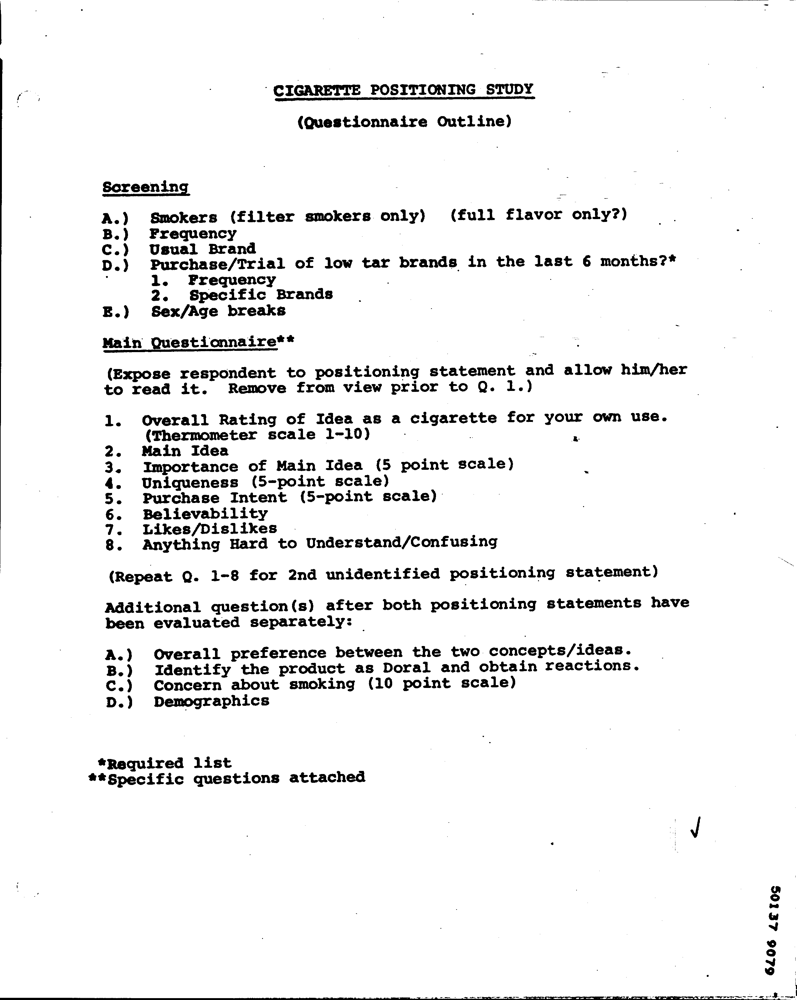 CIGARETTE POSITIONING STUDY
(Questionnaire Outline)
Screening
A.) Smokers (filter smokers only) (full flavor only?)
B.) Frequency
C.) Usual Brand
D.) Purchase/Trial of low tar brands in the last 6 months?*
1. Frequency
2. Specific Brands
E.) Sex/Age breaks
Main Questionnaire**
(Expose respondent to positioning statement and allow him/her
to read it. Remove from view prior to Q. 1.)
1. Overall Rating of Idea as a cigarette for your own use.
(Thermometer scale 1-10)
2. Main Idea
3. Importance of Main Idea (5 point scale)
4. Uniqueness (5-point scale)
5. Purchase Intent (5-point scale)
6. Believability
7. Likes/Dislikes
8. Anything Hard to Understand/Confusing
(Repeat Q. 1-8 for 2nd unidentified positioning statement)
Additional question(s) after both positioning statements have
been evaluated separately:
A.) Overall preference between the two concepts/ideas.
B.) Identify the product as Doral and obtain reactions.
C.) Concern about smoking (10 point scale)
D.) Demographics
*Required list
**Specific questions attached
50137 9079